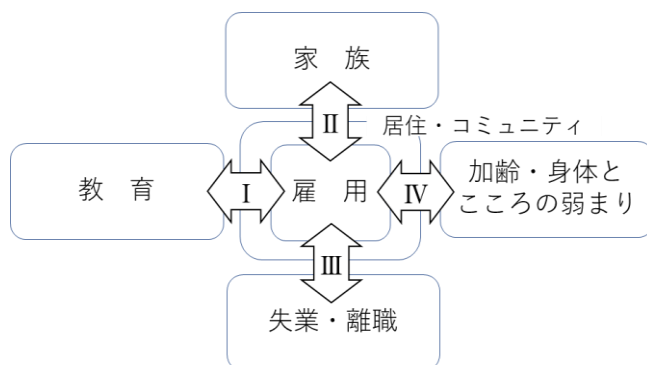 家　族
Ⅱ
居住・コミュニティ
教　育
Ⅰ
雇　用
Ⅳ
加齢・身体と
こころの弱まり
Ⅲ
失業・離職